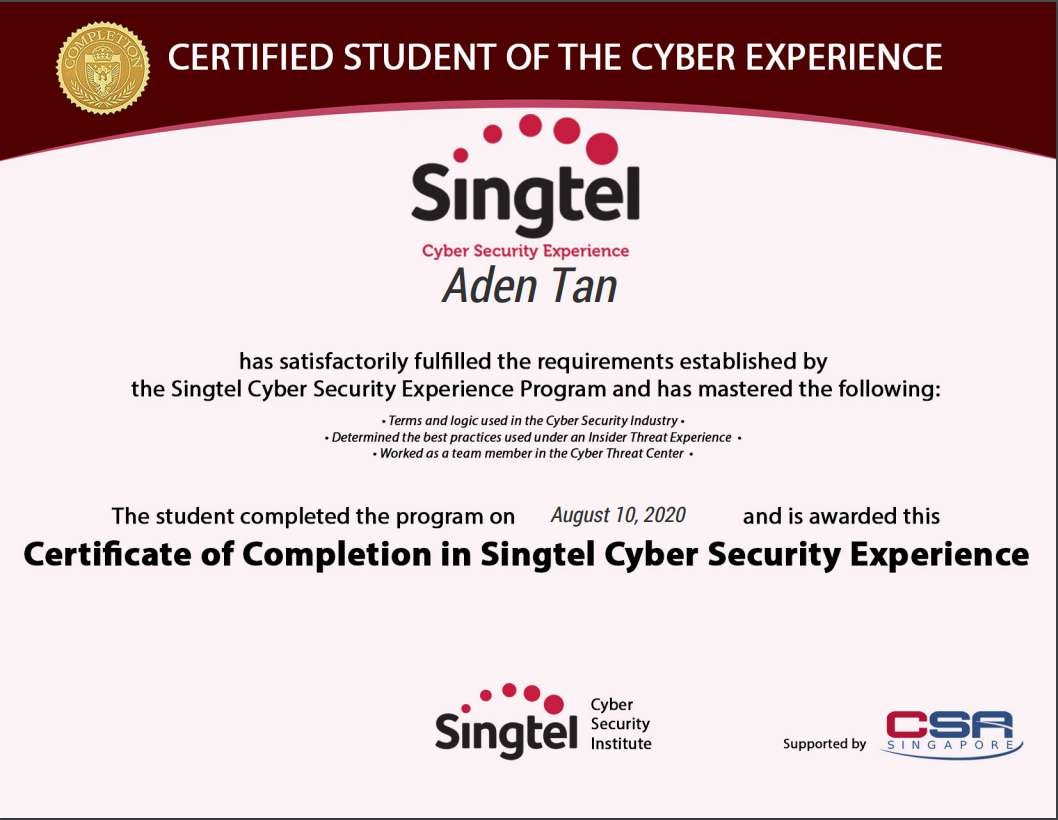 COMPLETION
CERTIFIED STUDENT OF THE CYBER EXPERIENCE
Singtel
Cyber Security Experience
Aden Tan
has satisfactorily fulfilled the requirements established by
the Singtel Cyber Security Experience Program and has mastered the following:
• Terms and logic used in the Cyber Security Industry •
• Determined the best practices used under an Insider Threat Experience •
• Worked as a team member in the Cyber Threat Center •
The student completed the program on August 10, 2020 and is awarded this
Certificate of Completion in Singtel Cyber Security Experience
Singtel
Cyber
Security
Institute
Supported by
CSA
SINGAPORE